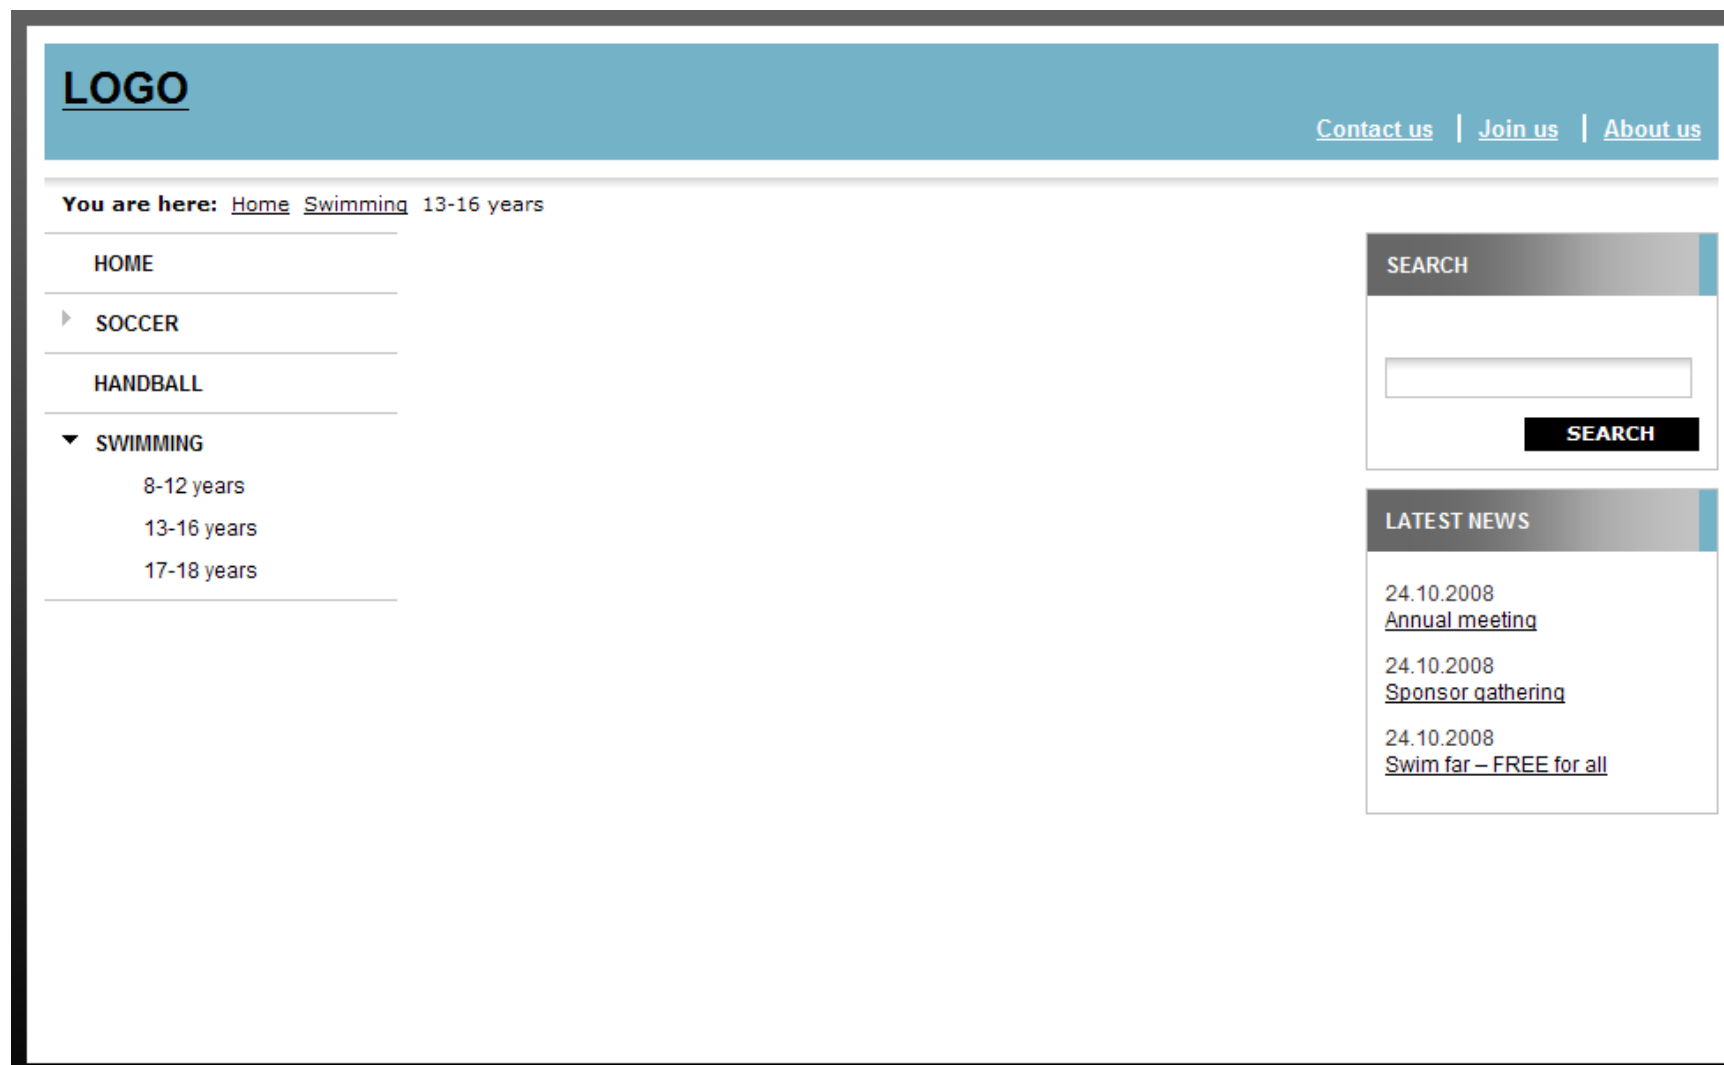 LOGO
Contact us | Join us | About us
You are here: Home Swimming 13-16 years
HOME
SOCCER
HANDBALL
SWIMMING
8-12 years
13-16 years
17-18 years
SEARCH
SEARCH
LATEST NEWS
24.10.2008
Annual meeting
24.10.2008
Sponsor gathering
24.10.2008
Swim far – FREE for all